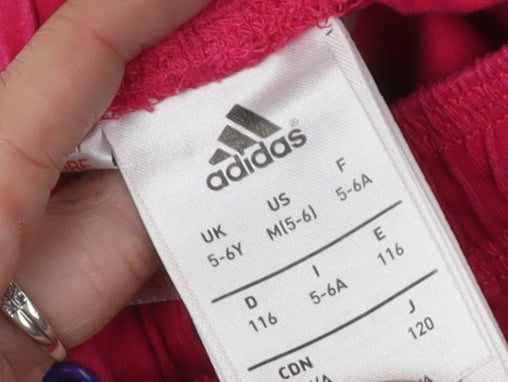 adidas®
UK US F
5-6Y M(5-6) 5-6A
D I E
116 5-6A 116
CDN J
120